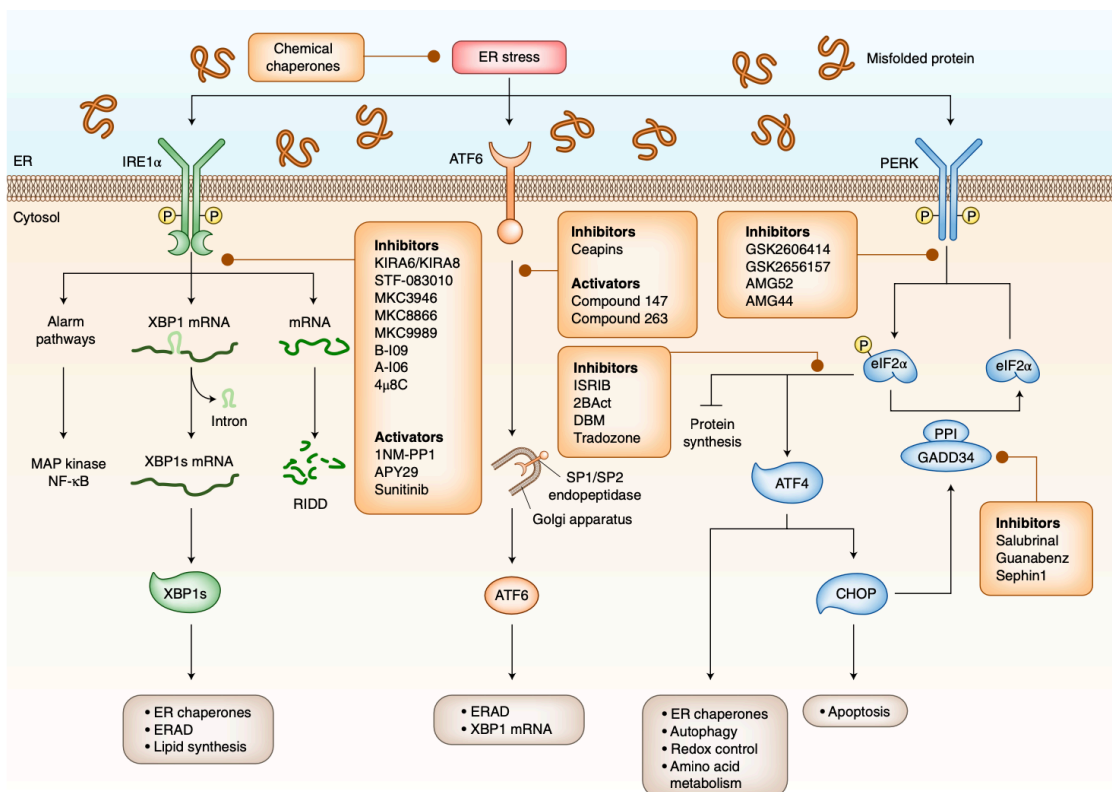 Chemical
chaperones
ER stress
Misfolded protein
ER
IRE1α
ATF6
PERK
Cytosol
P
P
P
P
Inhibitors
KIRA6/KIRA8
STF-083010
MKC3946
MKC8866
MKC9989
B-I09
A-I06
4μ8C
Activators
1NM-PP1
APY29
Sunitinib
Inhibitors
Ceapins
Activators
Compound 147
Compound 263
Inhibitors
GSK2606414
GSK2656157
AMG52
AMG44
Alarm
pathways
XBP1 mRNA
mRNA
Intron
MAP kinase
NF-κB
XBP1s mRNA
RIDD
Inhibitors
ISRIB
2BAct
DBM
Tradozone
P
eIF2α
eIF2α
Protein
synthesis
PPI
GADD34
ATF4
SP1/SP2
endopeptidase
Golgi apparatus
Inhibitors
Salubrinal
Guanabenz
Sephin1
XBP1s
ATF6
CHOP
• ER chaperones
• ERAD
• Lipid synthesis
• ERAD
• XBP1 mRNA
• ER chaperones
• Autophagy
• Redox control
• Amino acid
metabolism
• Apoptosis